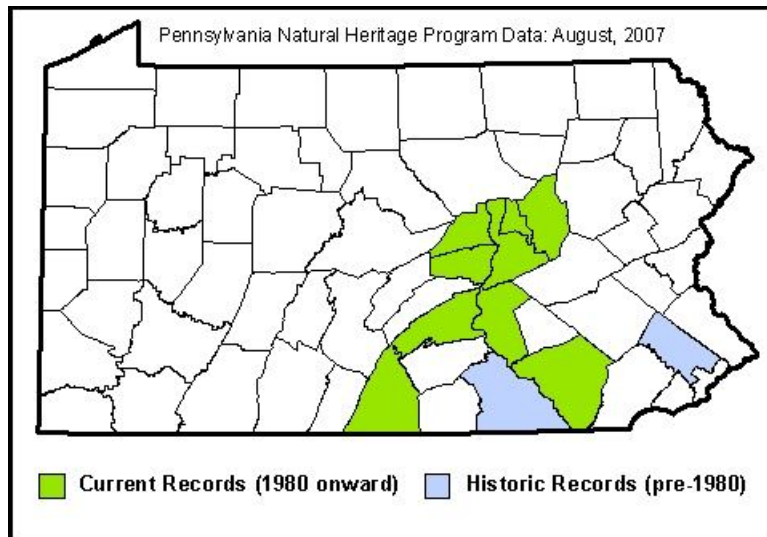 Pennsylvania Natural Heritage Program Data: August, 2007
Current Records (1980 onward)
Historic Records (pre-1980)